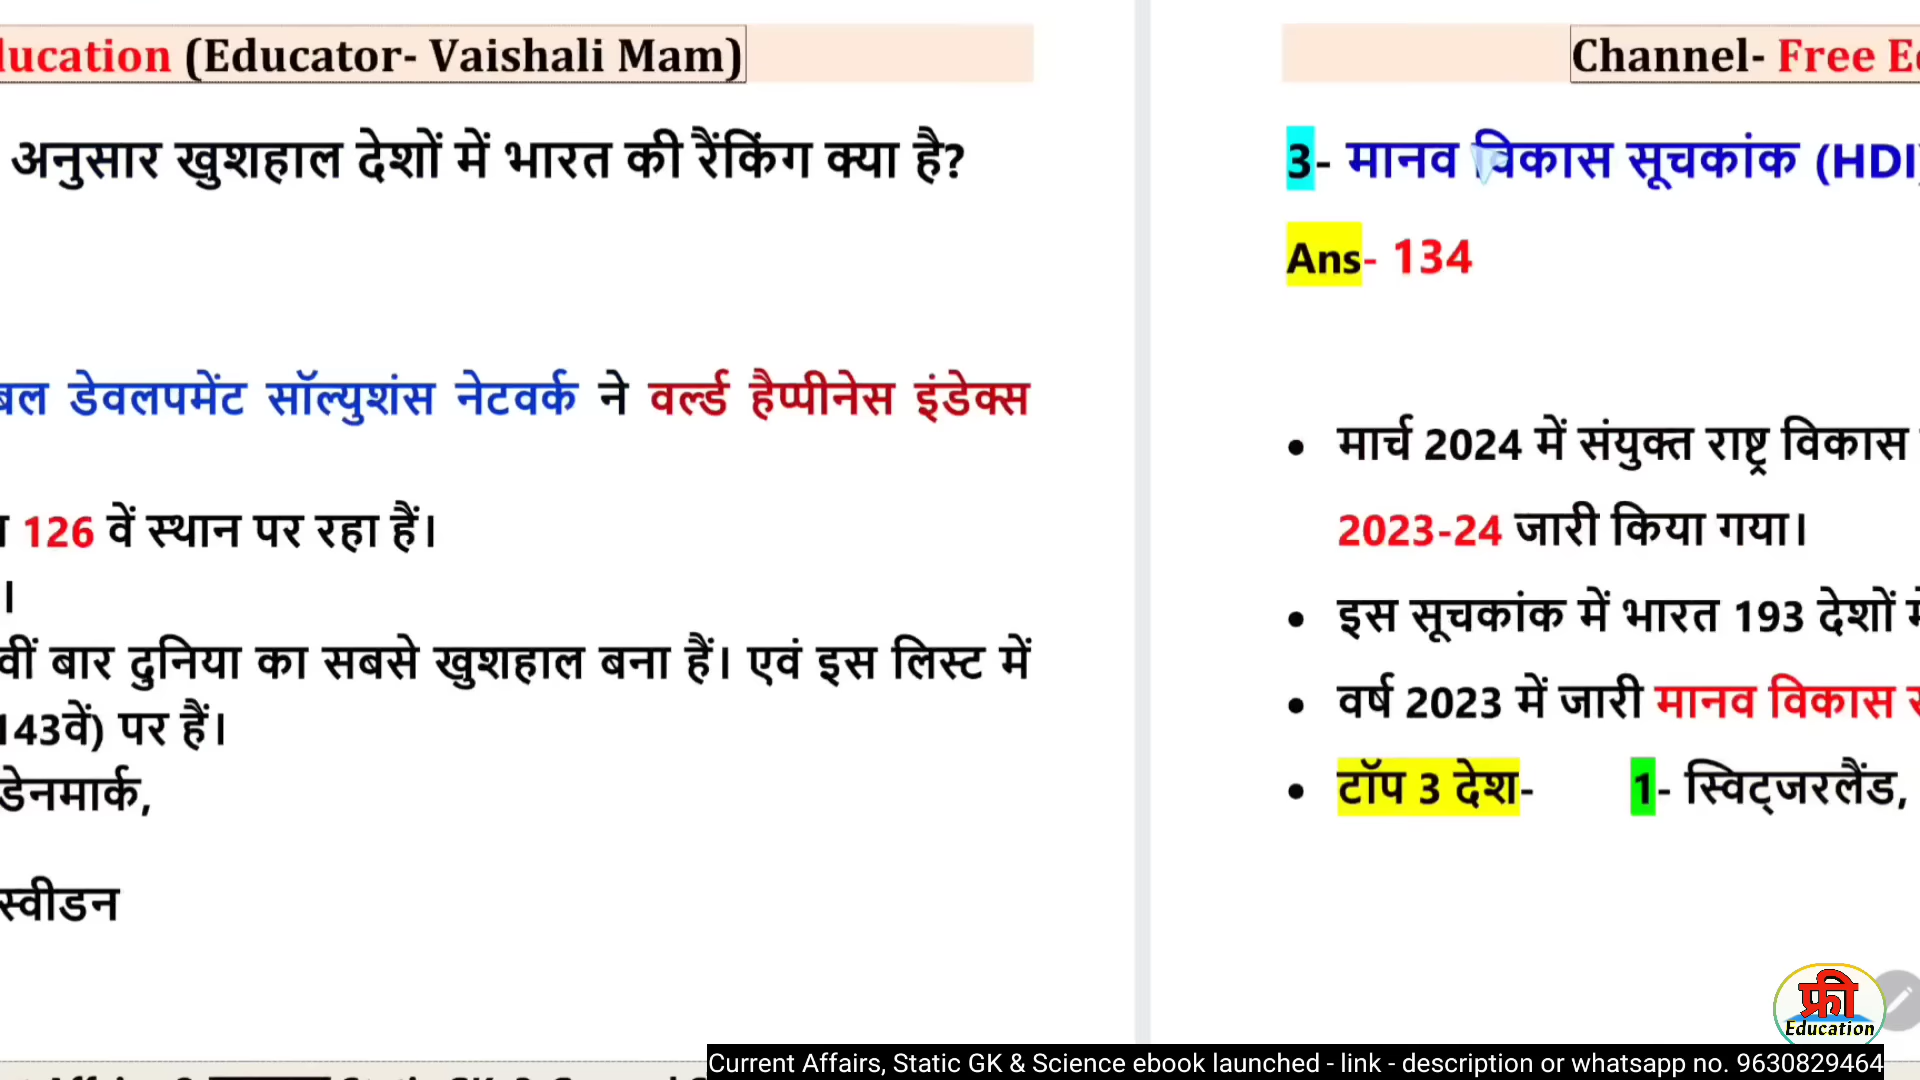 ducation (Educator- Vaishali Mam)
अनुसार खुशहाल देशों में भारत की रैंकिंग क्या है?
बल डेवलपमेंट सॉल्युशंस नेटवर्क ने वर्ल्ड हैप्पीनेस इंडेक्स
126 वें स्थान पर रहा हैं।
।
वीं बार दुनिया का सबसे खुशहाल बना हैं। एवं इस लिस्ट में
143वें) पर हैं।
डेनमार्क,
स्वीडन
Channel- Free E
3- मानव विकास सूचकांक (HDI)
Ans- 134
• मार्च 2024 में संयुक्त राष्ट्र विकास
2023-24 जारी किया गया।
• इस सूचकांक में भारत 193 देशों में
• वर्ष 2023 में जारी मानव विकास
• टॉप 3 देश- 1- स्विट्जरलैंड,
फ्री
Education
Current Affairs, Static GK & Science ebook launched - link - description or whatsapp no. 9630829464